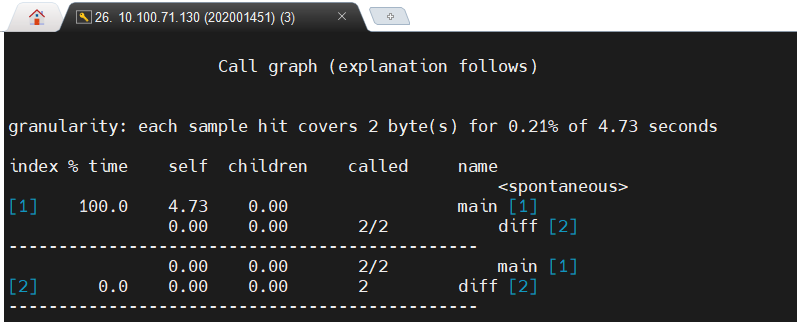 26. 10.100.71.130 (202001451) (3)
Call graph (explanation follows)
granularity: each sample hit covers 2 byte(s) for 0.21% of 4.73 seconds
index % time    self  children    called     name
                                                 <spontaneous>
[1]    100.0    4.73    0.00                 main [1]
                0.00    0.00       2/2           diff [2]
-----------------------------------------------
                0.00    0.00       2/2           main [1]
[2]      0.0    0.00    0.00       2         diff [2]
-----------------------------------------------